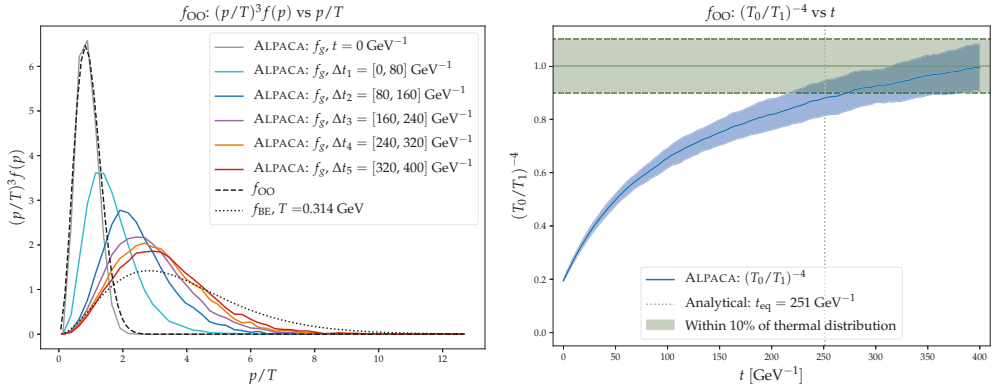 f_OO: (p/T)^3 f(p) vs p/T
(p/T)^3 f(p)
6
5
4
3
2
1
0
ALPACA: f_g, t = 0 GeV^−1
ALPACA: f_g, Δt_1 = [0, 80] GeV^−1
ALPACA: f_g, Δt_2 = [80, 160] GeV^−1
ALPACA: f_g, Δt_3 = [160, 240] GeV^−1
ALPACA: f_g, Δt_4 = [240, 320] GeV^−1
ALPACA: f_g, Δt_5 = [320, 400] GeV^−1
f_OO
f_BE, T =0.314 GeV
0 2 4 6 8 10 12
p/T
f_OO: (T_0/T_1)^−4 vs t
(T_0/T_1)^−4
1.0
0.8
0.6
0.4
0.2
0.0
ALPACA: (T_0/T_1)^−4
Analytical: t_eq = 251 GeV^−1
Within 10% of thermal distribution
0 50 100 150 200 250 300 350 400
t [GeV^−1]